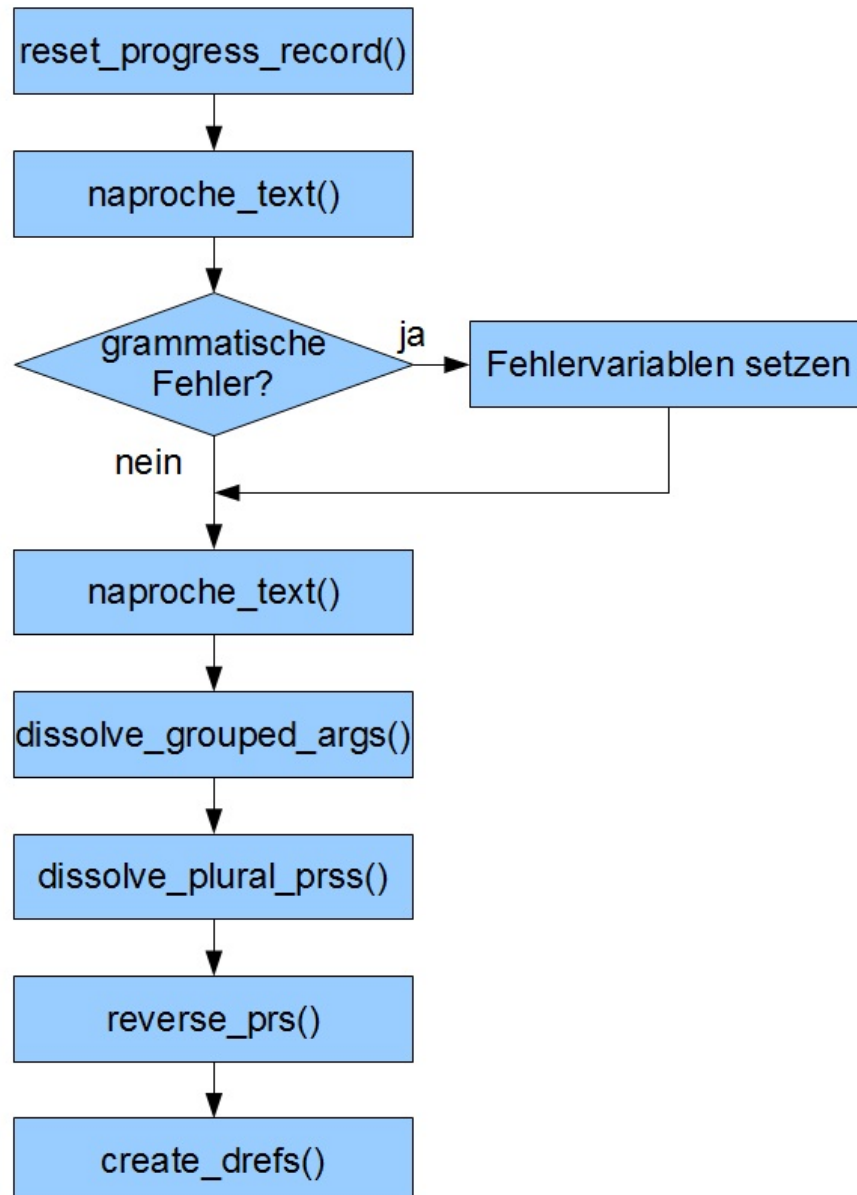 reset_progress_record()
naproche_text()
grammatische
Fehler?
ja
Fehlervariablen setzen
nein
naproche_text()
dissolve_grouped_args()
dissolve_plural_prss()
reverse_prs()
create_drefs()